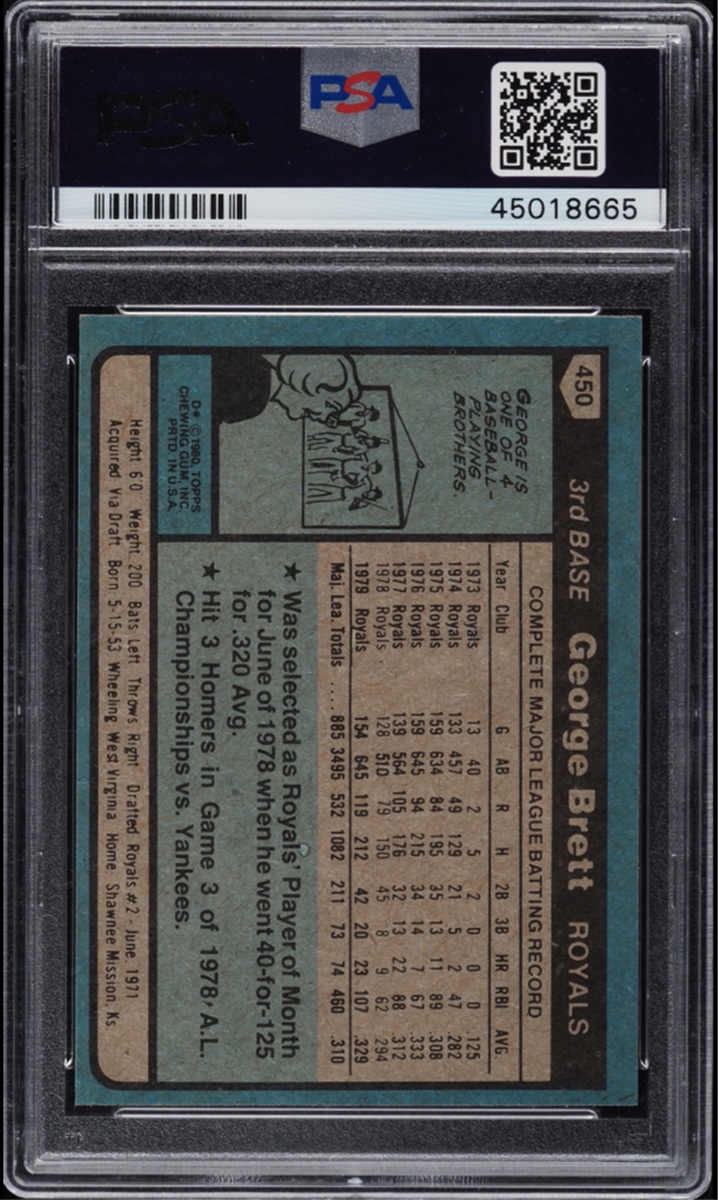 PSA
45018665
450
3rd BASE George Brett ROYALS
GEORGE IS
ONE OF 4
BASEBALL-
PLAYING
BROTHERS.
D* © 1980, TOPPS
CHEWING GUM, INC.
PRTD. IN U.S.A.
COMPLETE MAJOR LEAGUE BATTING RECORD
Year Club G AB R H 2B 3B HR RBI AVG.
1973 Royals 13 40 2 5 2 0 0 0 .125
1974 Royals 133 457 49 129 21 5 2 47 .282
1975 Royals 159 634 84 195 35 13 11 89 .308
1976 Royals 159 645 94 215 34 14 7 67 .333
1977 Royals 139 564 105 176 32 13 22 88 .312
1978 Royals 128 510 79 150 45 8 9 62 .294
1979 Royals 154 645 119 212 42 20 23 107 .329
Maj. Lea. Totals .... 885 3495 532 1082 211 73 74 460 .310
★ Was selected as Royals' Player of Month
for June of 1978 when he went 40-for-125
for .320 Avg.
★ Hit 3 Homers in Game 3 of 1978 A.L.
Championships vs. Yankees.
Height 6'0" Weight. 200 Bats Left Throws Right Drafted Royals #2 - June, 1971
Acquired Via Draft Born 5-15-53 Wheeling West Virginia Home Shawnee Mission, Ks.